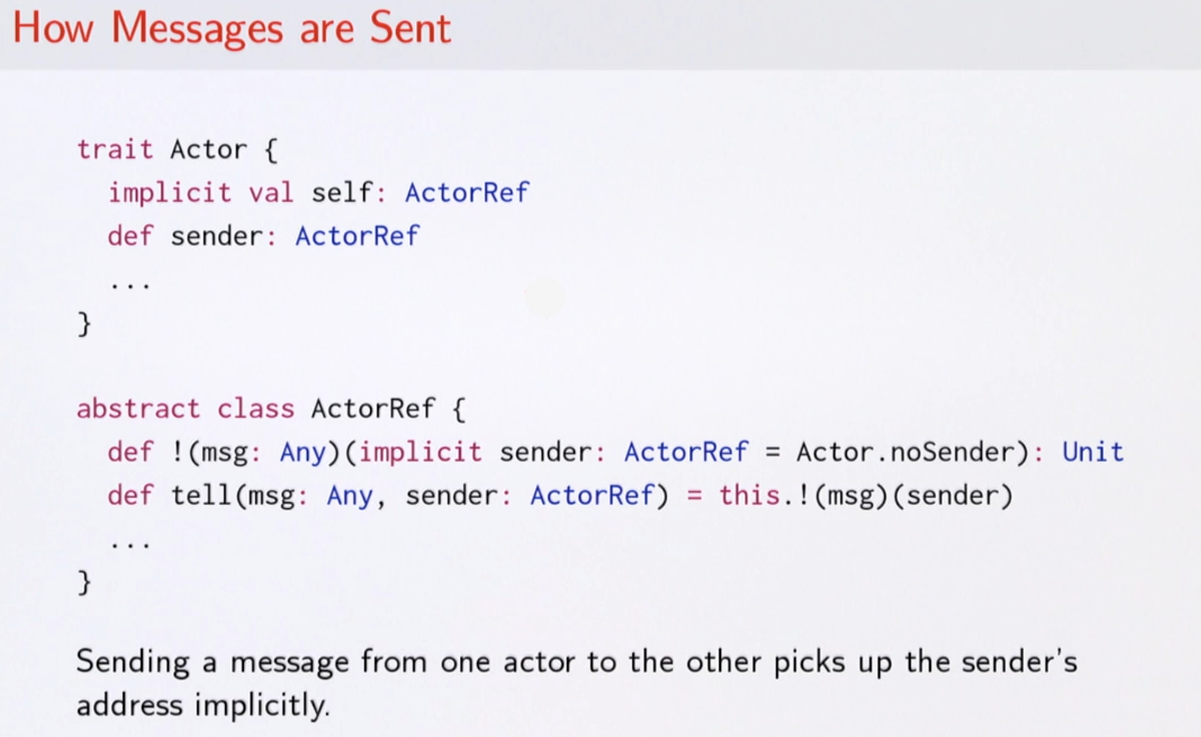 How Messages are Sent
trait Actor {
implicit val self: ActorRef
def sender: ActorRef
...
}
abstract class ActorRef {
def !(msg: Any)(implicit sender: ActorRef = Actor.noSender): Unit
def tell(msg: Any, sender: ActorRef) = this.!(msg)(sender)
...
}
Sending a message from one actor to the other picks up the sender's
address implicitly.